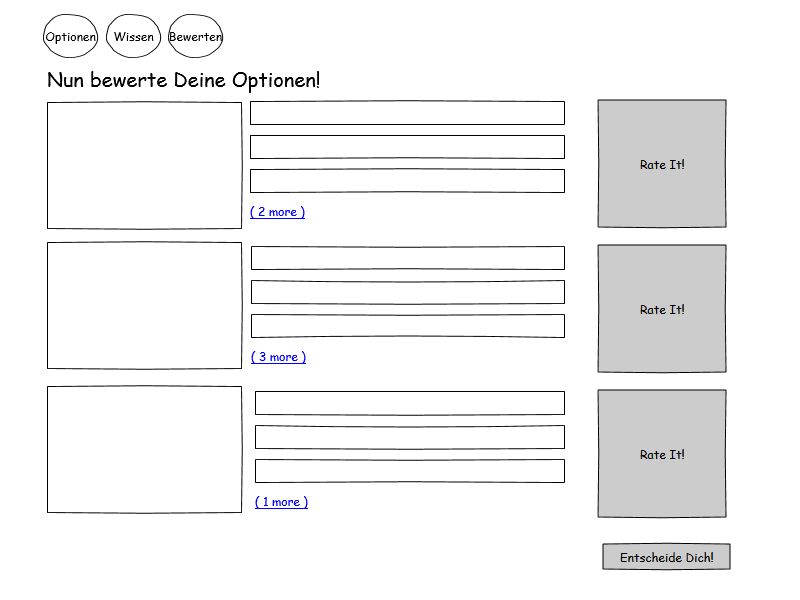 Optionen Wissen Bewerten
Nun bewerte Deine Optionen!
Rate It!
( 2 more )
Rate It!
( 3 more )
Rate It!
( 1 more )
Entscheide Dich!